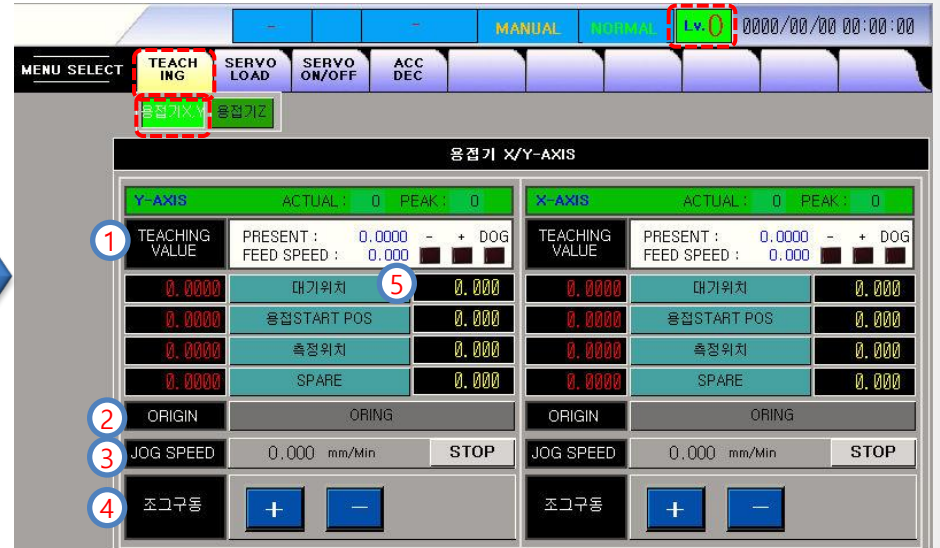 - - MANUAL NORMAL Lv.0 0000/00/00 00:00:00
MENU SELECT TEACHING SERVO LOAD SERVO ON/OFF ACC DEC
용접기X.Y 용접기Z
용접기 X/Y-AXIS
Y-AXIS ACTUAL: 0 PEAK: 0
1 TEACHING VALUE
PRESENT : 0.0000 - + DOG
FEED SPEED : 0.000
0.0000 대기위치 5 0.000
0.0000 용접START POS 0.000
0.0000 측정위치 0.000
0.0000 SPARE 0.000
2 ORIGIN ORING
3 JOG SPEED 0.000 mm/Min STOP
4 조그구동 + -
X-AXIS ACTUAL: 0 PEAK: 0
TEACHING VALUE
PRESENT : 0.0000 - + DOG
FEED SPEED : 0.000
0.0000 대기위치 0.000
0.0000 용접START POS 0.000
0.0000 측정위치 0.000
0.0000 SPARE 0.000
ORIGIN ORING
JOG SPEED 0.000 mm/Min STOP
조그구동 + -